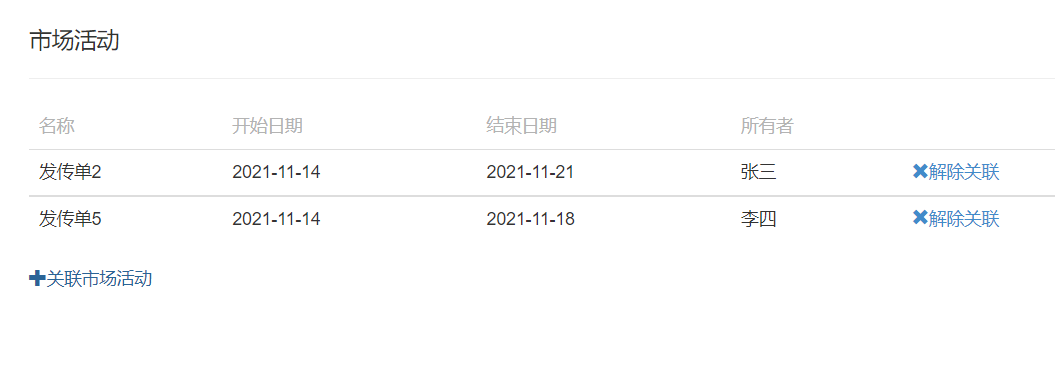 市场活动
名称 开始日期 结束日期 所有者
发传单2 2021-11-14 2021-11-21 张三 解除关联
发传单5 2021-11-14 2021-11-18 李四 解除关联
关联市场活动